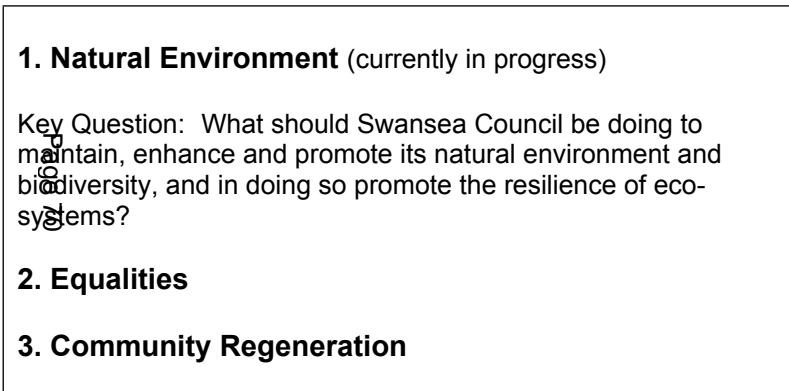 1. Natural Environment (currently in progress)
Key Question: What should Swansea Council be doing to
maintain, enhance and promote its natural environment and
biodiversity, and in doing so promote the resilience of eco-
systems?
Page 70
2. Equalities
3. Community Regeneration